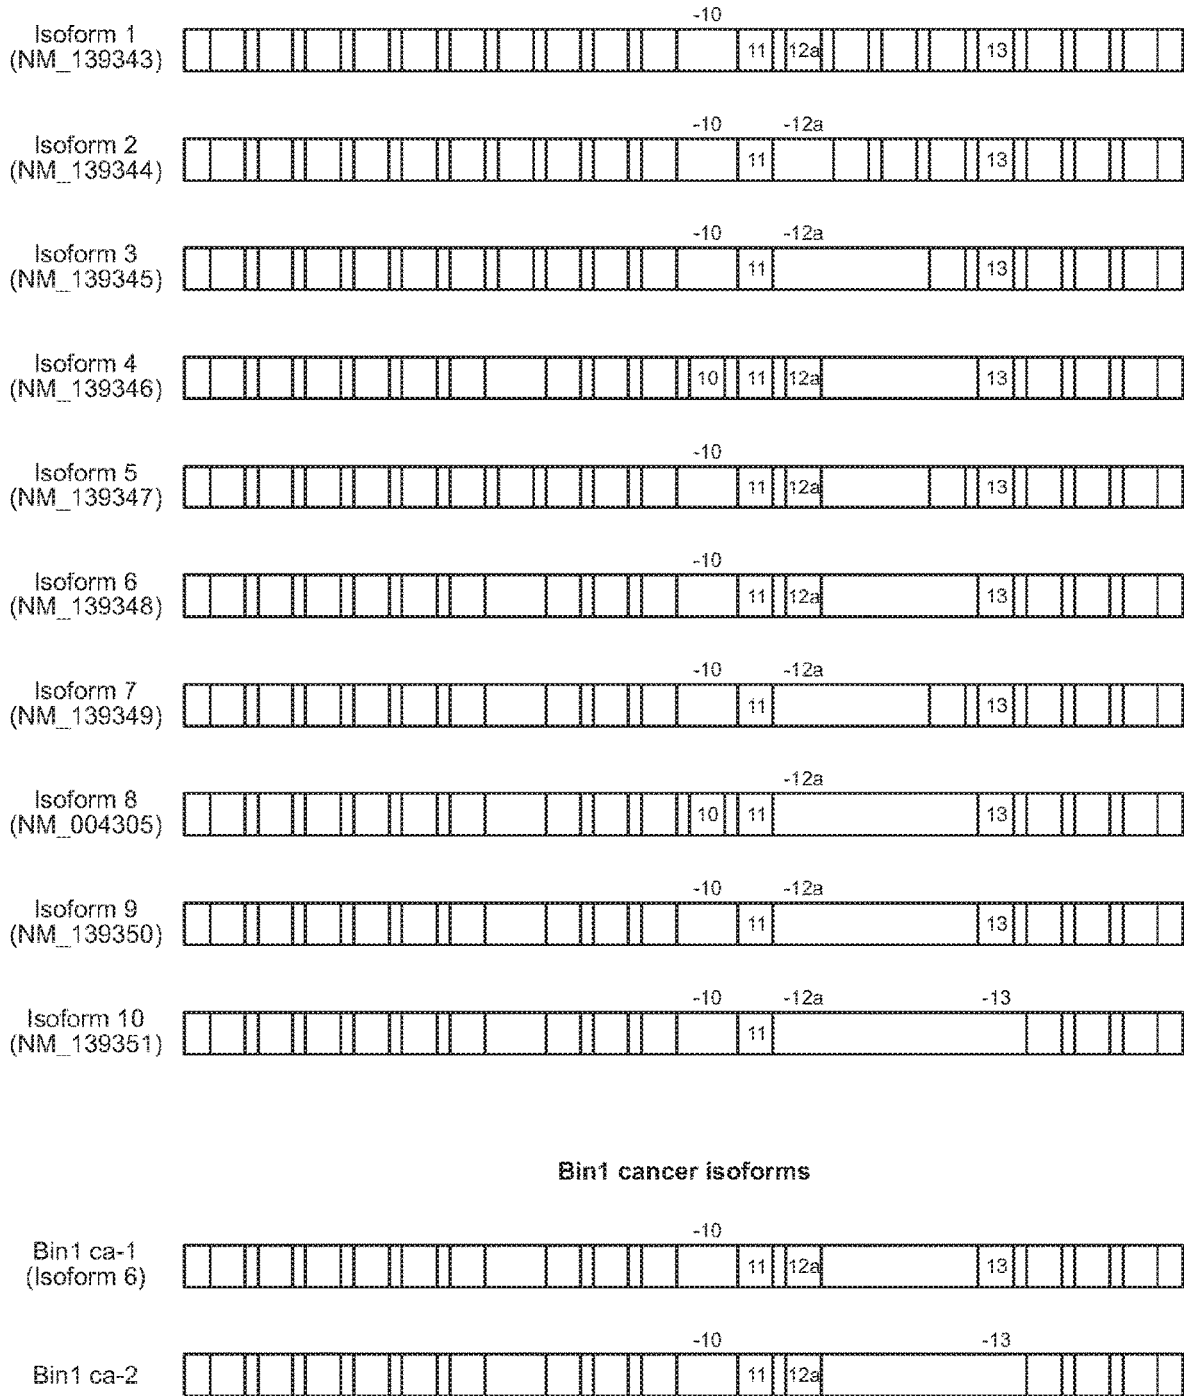 -10
Isoform 1
(NM_139343)
11 12a 13
-10 -12a
Isoform 2
(NM_139344)
11 13
-10 -12a
Isoform 3
(NM_139345)
11 13
Isoform 4
(NM_139346)
10 11 12a 13
-10
Isoform 5
(NM_139347)
11 12a 13
-10
Isoform 6
(NM_139348)
11 12a 13
-10 -12a
Isoform 7
(NM_139349)
11 13
-12a
Isoform 8
(NM_004305)
10 11 13
-10 -12a
Isoform 9
(NM_139350)
11 13
-10 -12a -13
Isoform 10
(NM_139351)
11
Bin1 cancer isoforms
-10
Bin1 ca-1
(Isoform 6)
11 12a 13
-10 -13
Bin1 ca-2
11 12a